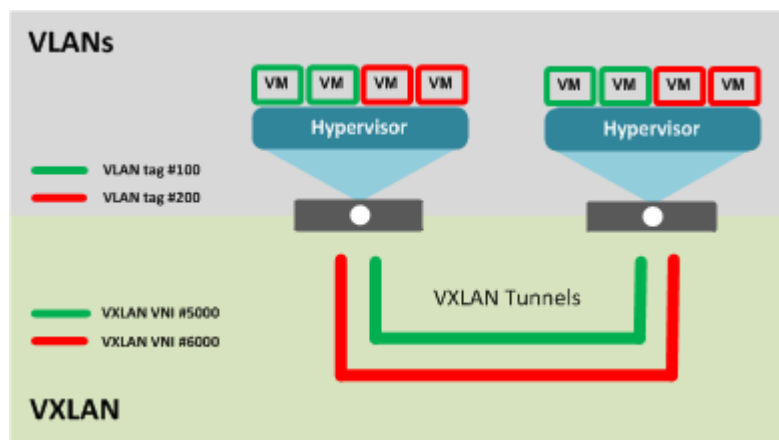 VLANs
VM VM VM VM
VM VM VM VM
Hypervisor
Hypervisor
VLAN tag #100
VLAN tag #200
VXLAN Tunnels
VXLAN VNI #5000
VXLAN VNI #6000
VXLAN